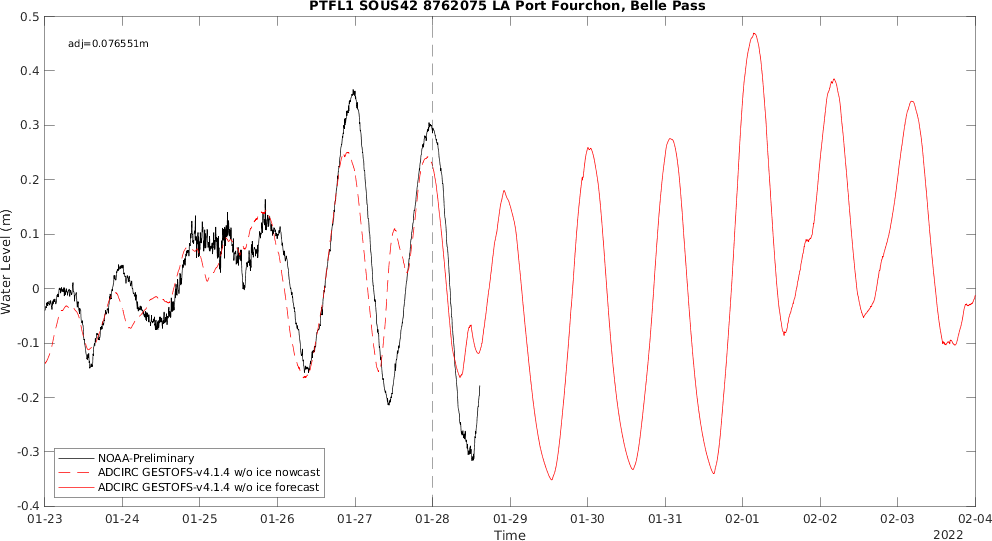 PTFL1 SOUS42 8762075 LA Port Fourchon, Belle Pass
adj=0.076551m
0.5
0.4
0.3
0.2
0.1
0
-0.1
-0.2
-0.3
-0.4
Water Level (m)
NOAA-Preliminary
ADCIRC GESTOFS-v4.1.4 w/o ice nowcast
ADCIRC GESTOFS-v4.1.4 w/o ice forecast
01-23 01-24 01-25 01-26 01-27 01-28 01-29 01-30 01-31 02-01 02-02 02-03 02-04
Time
2022